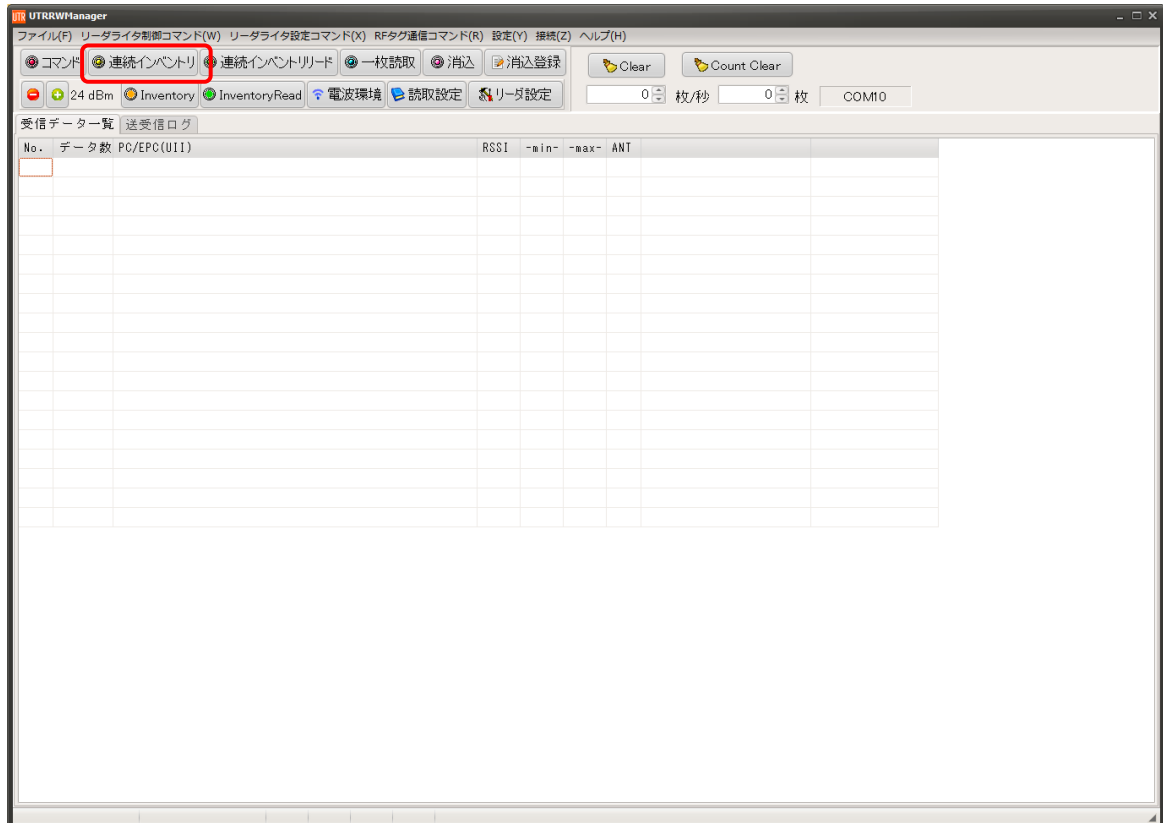 UTR UTRRWManager
ファイル(F) リーダライタ制御コマンド(W) リーダライタ設定コマンド(X) RFタグ通信コマンド(R) 設定(Y) 接続(Z) ヘルプ(H)
コマンド 連続インベントリ 連続インベントリリード 一枚読取 消込 消込登録 Clear Count Clear
24 dBm Inventory InventoryRead 電波環境 読取設定 リーダ設定 0 枚/秒 0 枚 COM10
受信データ一覧 送受信ログ
No. データ数 PC/EPC(UII) RSSI -min- -max- ANT